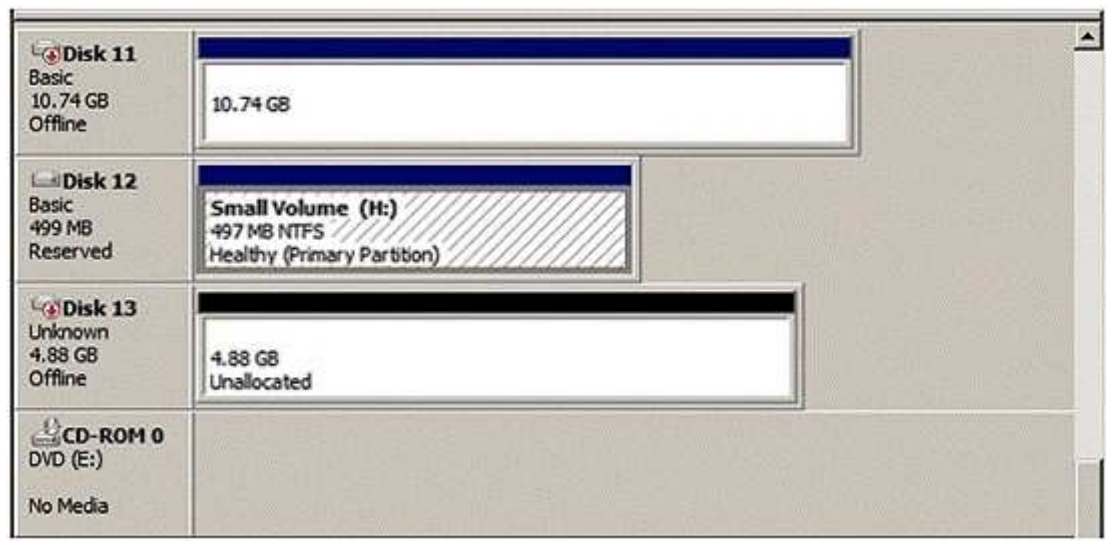 Disk 11
Basic
10.74 GB
Offline
10.74 GB
Disk 12
Basic
499 MB
Reserved
Small Volume (H:)
497 MB NTFS
Healthy (Primary Partition)
Disk 13
Unknown
4.88 GB
Offline
4.88 GB
Unallocated
CD-ROM 0
DVD (E:)
No Media